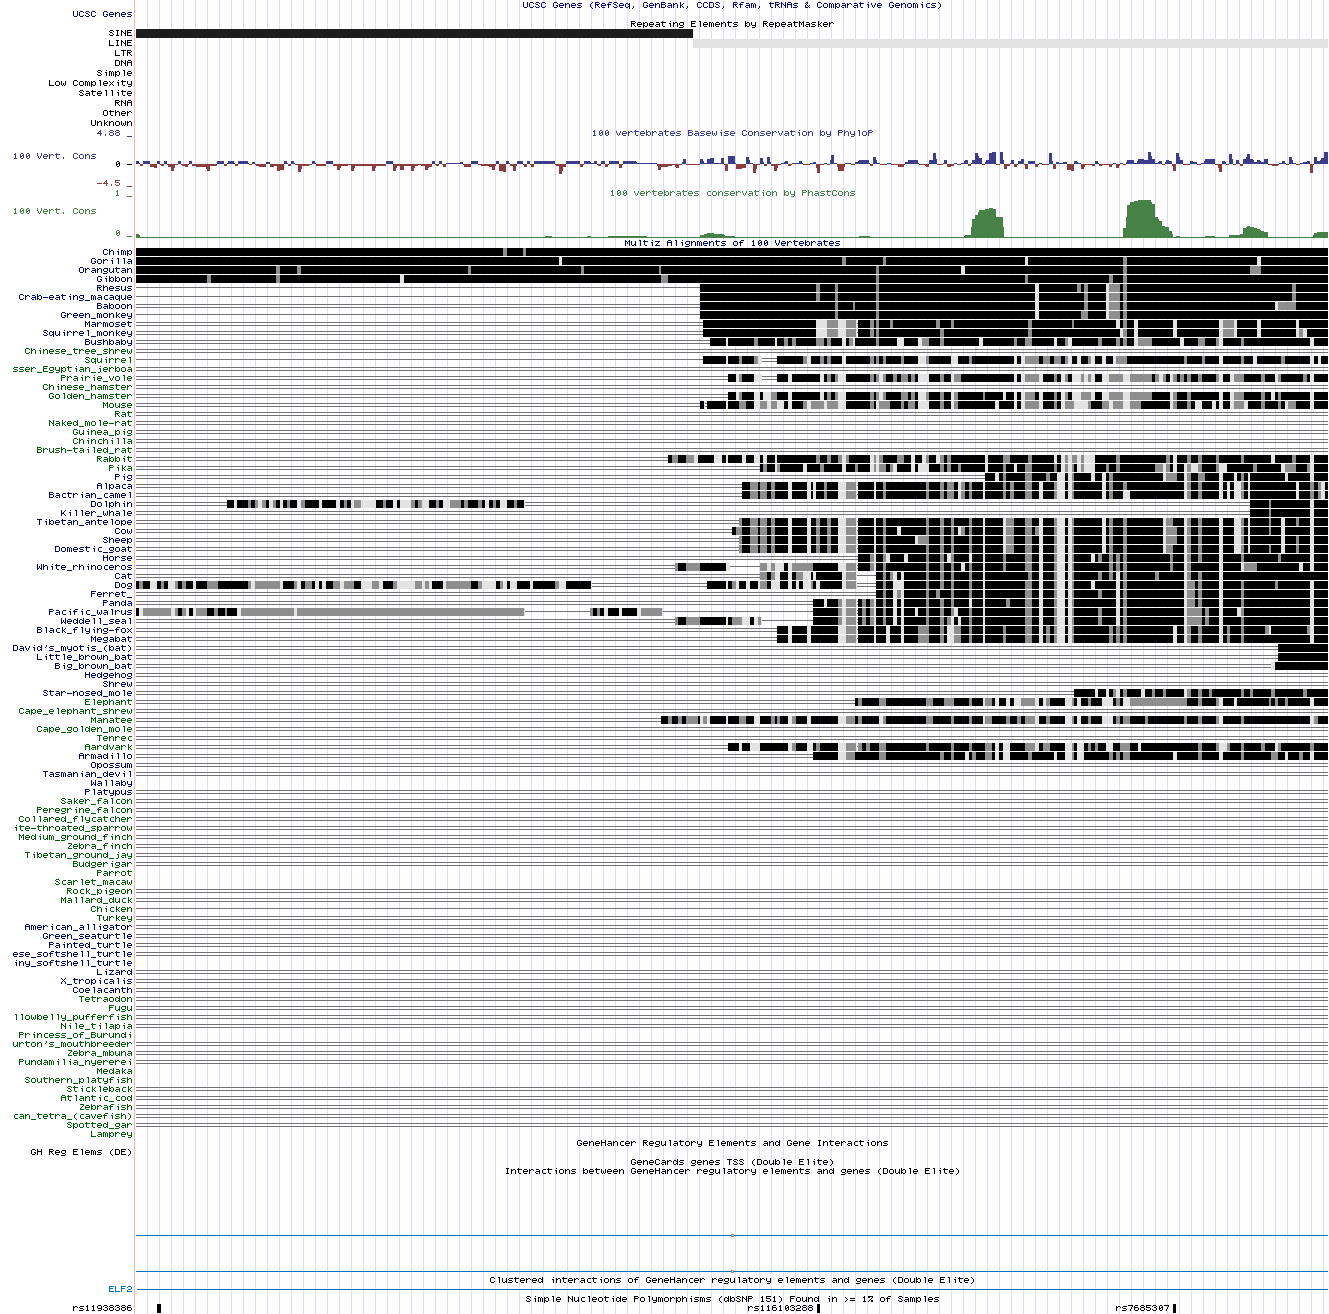 UCSC Genes (RefSeq, GenBank, CCDS, Rfam, tRNAs & Comparative Genomics)
UCSC Genes
Repeating Elements by RepeatMasker
SINE
LINE
LTR
DNA
Simple
Low Complexity
Satellite
RNA
Other
Unknown
4.88 _
100 vertebrates Basewise Conservation by PhyloP
100 Vert. Cons
0 _
-4.5 _
1 _
100 vertebrates conservation by PhastCons
100 Vert. Cons
0 _
Multiz Alignments of 100 Vertebrates
Chimp
Gorilla
Orangutan
Gibbon
Rhesus
Crab-eating_macaque
Baboon
Green_monkey
Marmoset
Squirrel_monkey
Bushbaby
Chinese_tree_shrew
Squirrel
sser_Egyptian_jerboa
Prairie_vole
Chinese_hamster
Golden_hamster
Mouse
Rat
Naked_mole-rat
Guinea_pig
Chinchilla
Brush-tailed_rat
Rabbit
Pika
Pig
Alpaca
Bactrian_camel
Dolphin
Killer_whale
Tibetan_antelope
Cow
Sheep
Domestic_goat
Horse
White_rhinoceros
Cat
Dog
Ferret_
Panda
Pacific_walrus
Weddell_seal
Black_flying-fox
Megabat
David's_myotis_(bat)
Little_brown_bat
Big_brown_bat
Hedgehog
Shrew
Star-nosed_mole
Elephant
Cape_elephant_shrew
Manatee
Cape_golden_mole
Tenrec
Aardvark
Armadillo
Opossum
Tasmanian_devil
Wallaby
Platypus
Saker_falcon
Peregrine_falcon
Collared_flycatcher
ite-throated_sparrow
Medium_ground_finch
Zebra_finch
Tibetan_ground_jay
Budgerigar
Parrot
Scarlet_macaw
Rock_pigeon
Mallard_duck
Chicken
Turkey
American_alligator
Green_seaturtle
Painted_turtle
ese_softshell_turtle
iny_softshell_turtle
Lizard
X_tropicalis
Coelacanth
Tetraodon
Fugu
llowbelly_pufferfish
Nile_tilapia
Princess_of_Burundi
urton's_mouthbreeder
Zebra_mbuna
Pundamilia_nyererei
Medaka
Southern_platyfish
Stickleback
Atlantic_cod
Zebrafish
can_tetra_(cavefish)
Spotted_gar
Lamprey
GeneHancer Regulatory Elements and Gene Interactions
GH Reg Elems (DE)
GeneCards genes TSS (Double Elite)
Interactions between GeneHancer regulatory elements and genes (Double Elite)
Clustered interactions of GeneHancer regulatory elements and genes (Double Elite)
ELF2
Simple Nucleotide Polymorphisms (dbSNP 151) Found in >= 1% of Samples
rs11938386 rs116103288 rs7685307